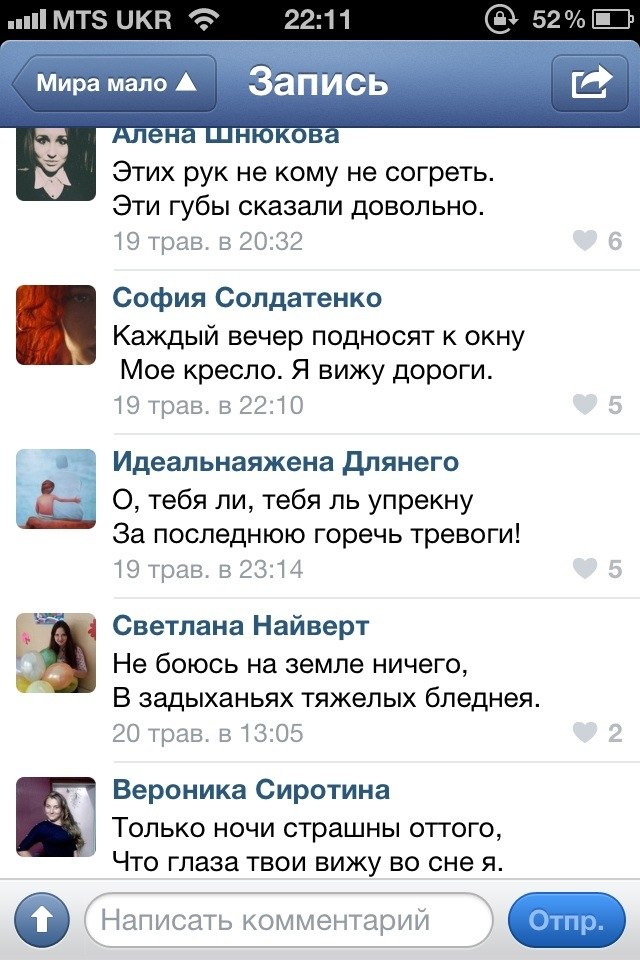 MTS UKR 22:11 52 %
Мира мало ▲ Запись
Алена Шнюкова
Этих рук не кому не согреть.
Эти губы сказали довольно.
19 трав. в 20:32 6
София Солдатенко
Каждый вечер подносят к окну
Мое кресло. Я вижу дороги.
19 трав. в 22:10 5
Идеальнаяжена Длянего
О, тебя ли, тебя ль упрекну
За последнюю горечь тревоги!
19 трав. в 23:14 5
Светлана Найверт
Не боюсь на земле ничего,
В задыханьях тяжелых бледнея.
20 трав. в 13:05 2
Вероника Сиротина
Только ночи страшны оттого,
Что глаза твои вижу во сне я.
Написать комментарий Отпр.